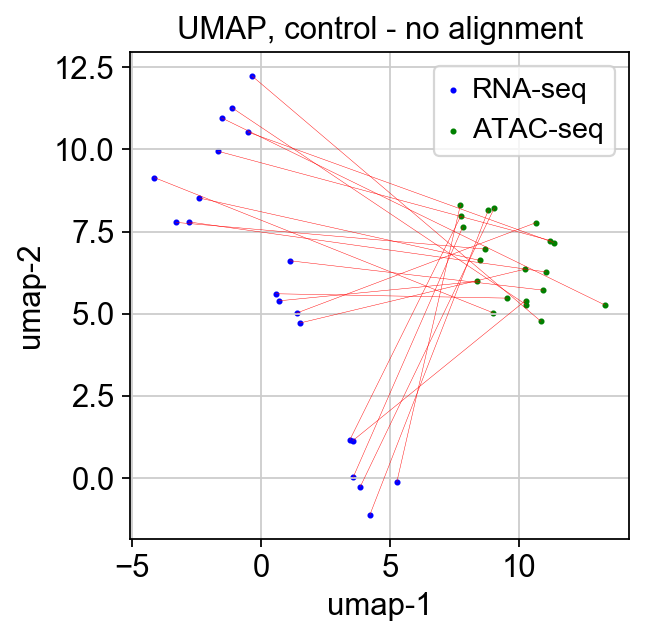 UMAP, control - no alignment
RNA-seq
ATAC-seq
12.5
10.0
7.5
5.0
2.5
0.0
umap-2
−5
0
5
10
umap-1